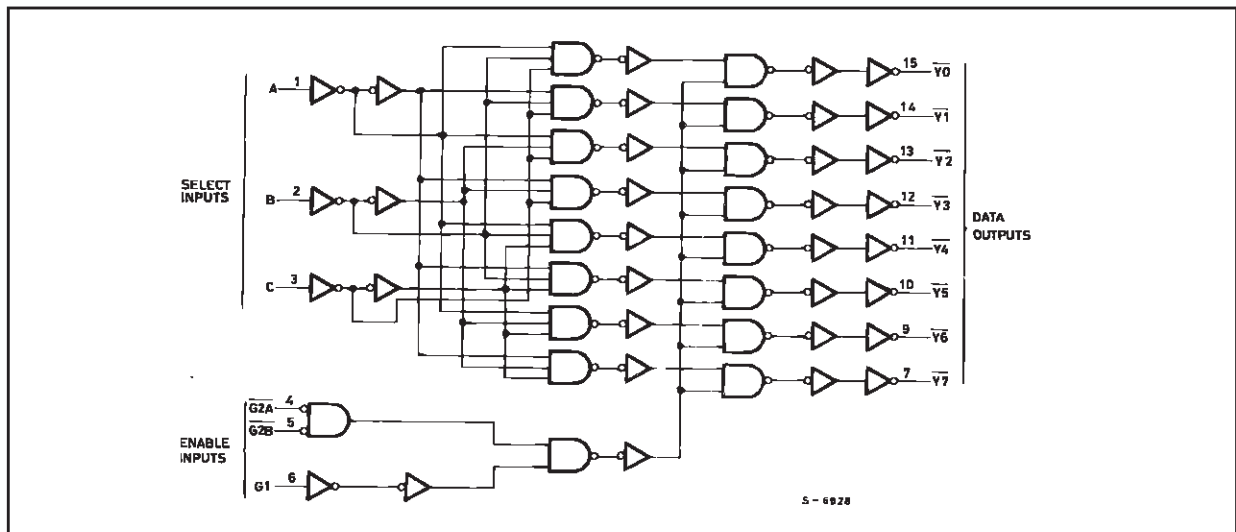 A 1
B 2
C 3
SELECT
INPUTS
G2A 4
G2B 5
ENABLE
INPUTS
G1 6
15 Y0
14 Y1
13 Y2
12 Y3
11 Y4
10 Y5
9 Y6
7 Y7
DATA
OUTPUTS
S - 6928